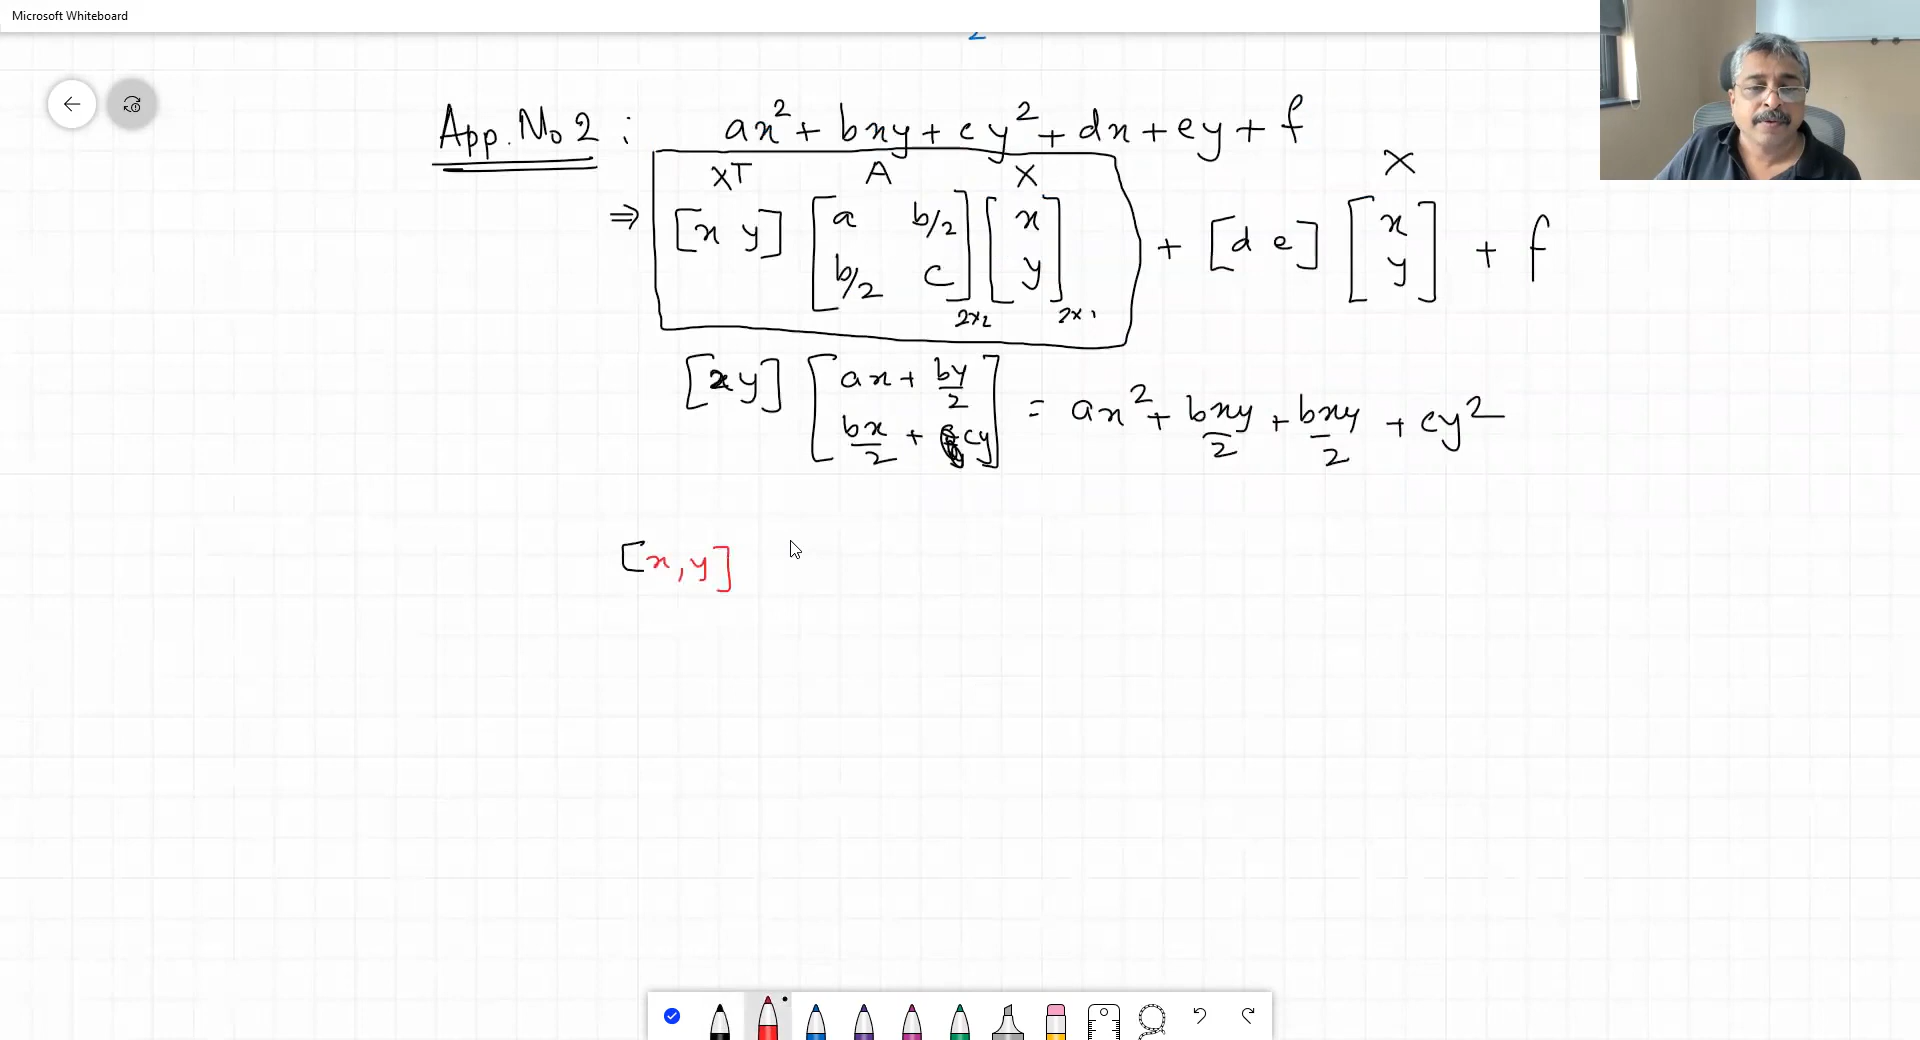 Microsoft Whiteboard
2
App. No 2 : ax² + bxy + cy² + dx + ey + f
XT A X X
⇒ [x y] [a b/2 b/2 c] 2x2 [x y] 2x1 + [d e] [x y] + f
[x y] [ax + by/2 bx/2 + cy] = ax² + bxy/2 + bxy/2 + cy²
[x, y]